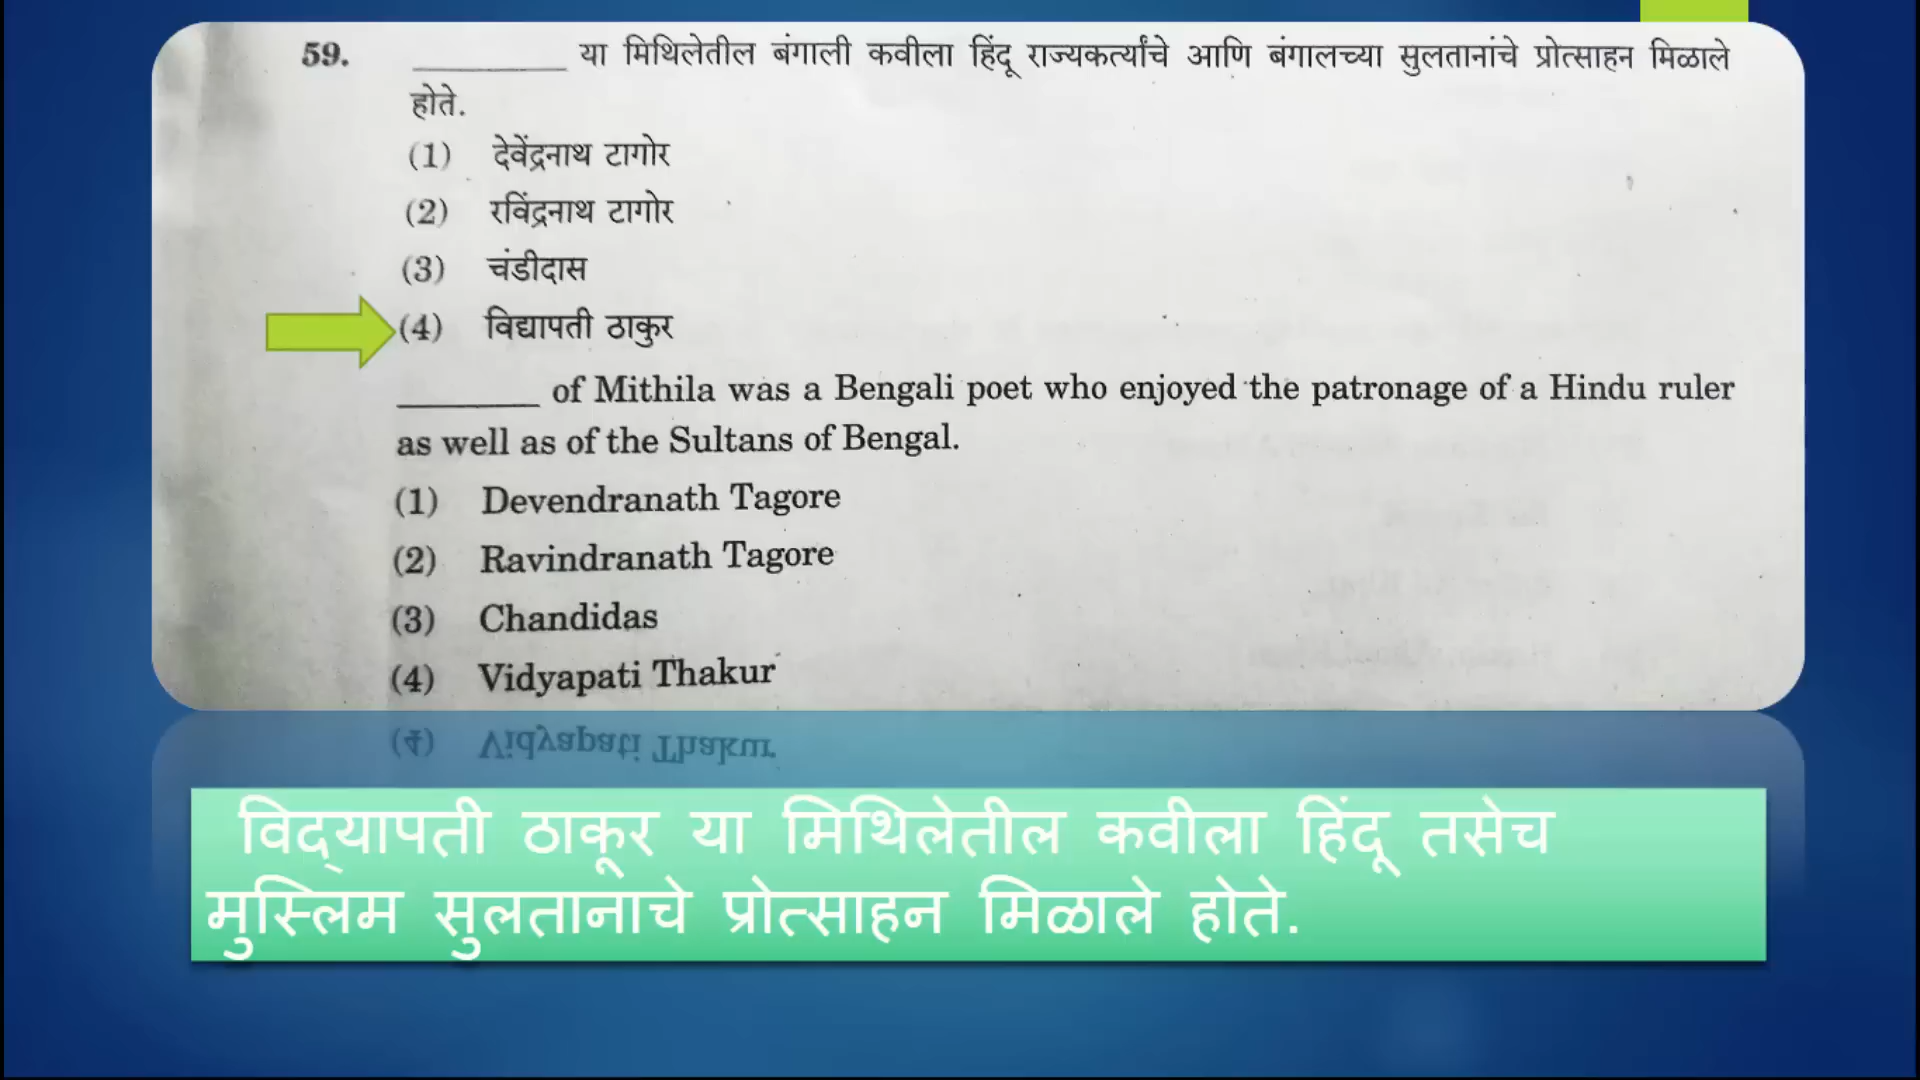 59. ________ या मिथिलेतील बंगाली कवीला हिंदू राज्यकर्त्यांचे आणि बंगालच्या सुलतानांचे प्रोत्साहन मिळाले
होते.
(1) देवेंद्रनाथ टागोर
(2) रविंद्रनाथ टागोर
(3) चंडीदास
(4) विद्यापती ठाकुर
________ of Mithila was a Bengali poet who enjoyed the patronage of a Hindu ruler
as well as of the Sultans of Bengal.
(1) Devendranath Tagore
(2) Ravindranath Tagore
(3) Chandidas
(4) Vidyapati Thakur
विद्यापती ठाकूर या मिथिलेतील कवीला हिंदू तसेच
मुस्लिम सुलतानाचे प्रोत्साहन मिळाले होते.